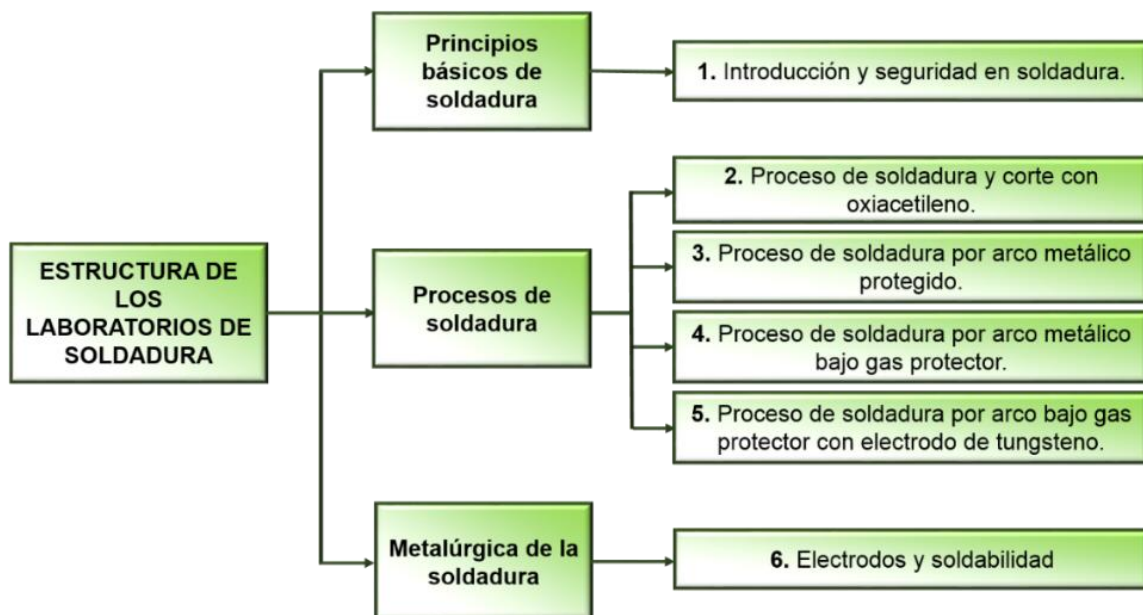 ESTRUCTURA DE
LOS
LABORATORIOS DE
SOLDADURA
Principios
básicos de
soldadura
1. Introducción y seguridad en soldadura.
Procesos de
soldadura
2. Proceso de soldadura y corte con
oxiacetileno.
3. Proceso de soldadura por arco metálico
protegido.
4. Proceso de soldadura por arco metálico
bajo gas protector.
5. Proceso de soldadura por arco bajo gas
protector con electrodo de tungsteno.
Metalúrgica de la
soldadura
6. Electrodos y soldabilidad